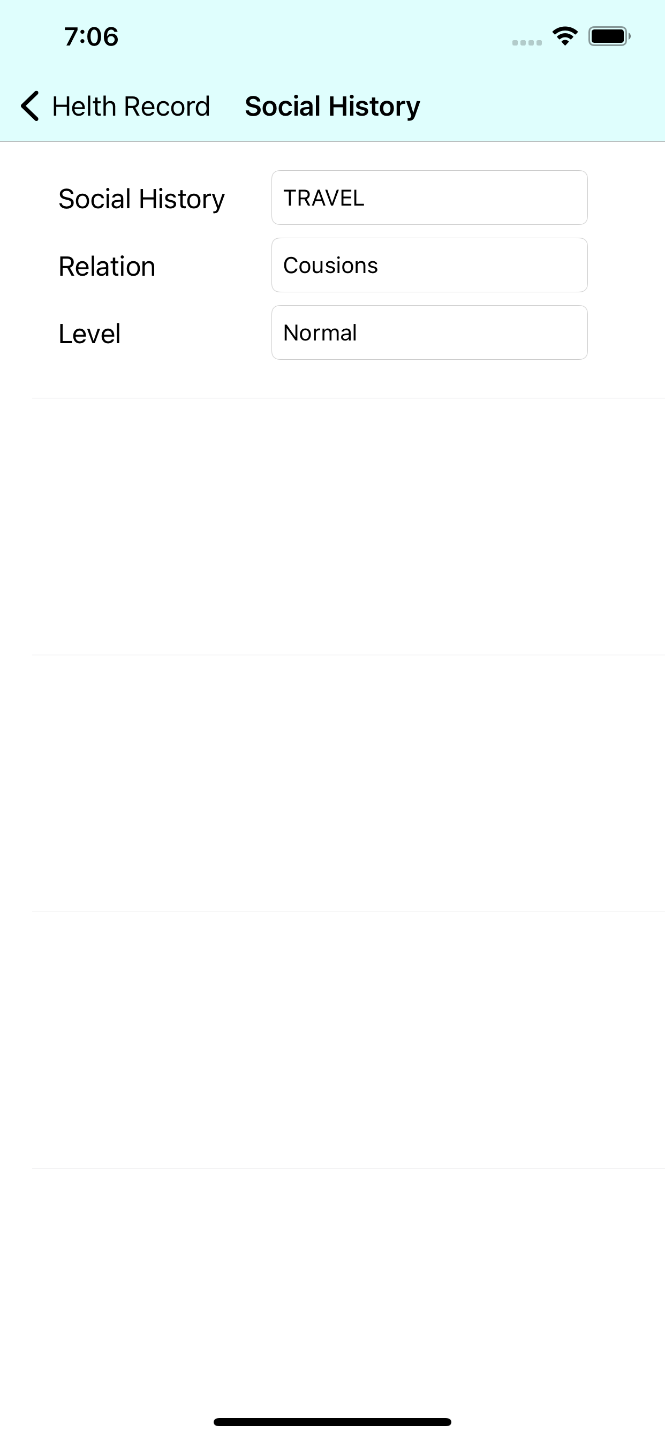 7:06
Helth Record Social History
Social History TRAVEL
Relation Cousions
Level Normal